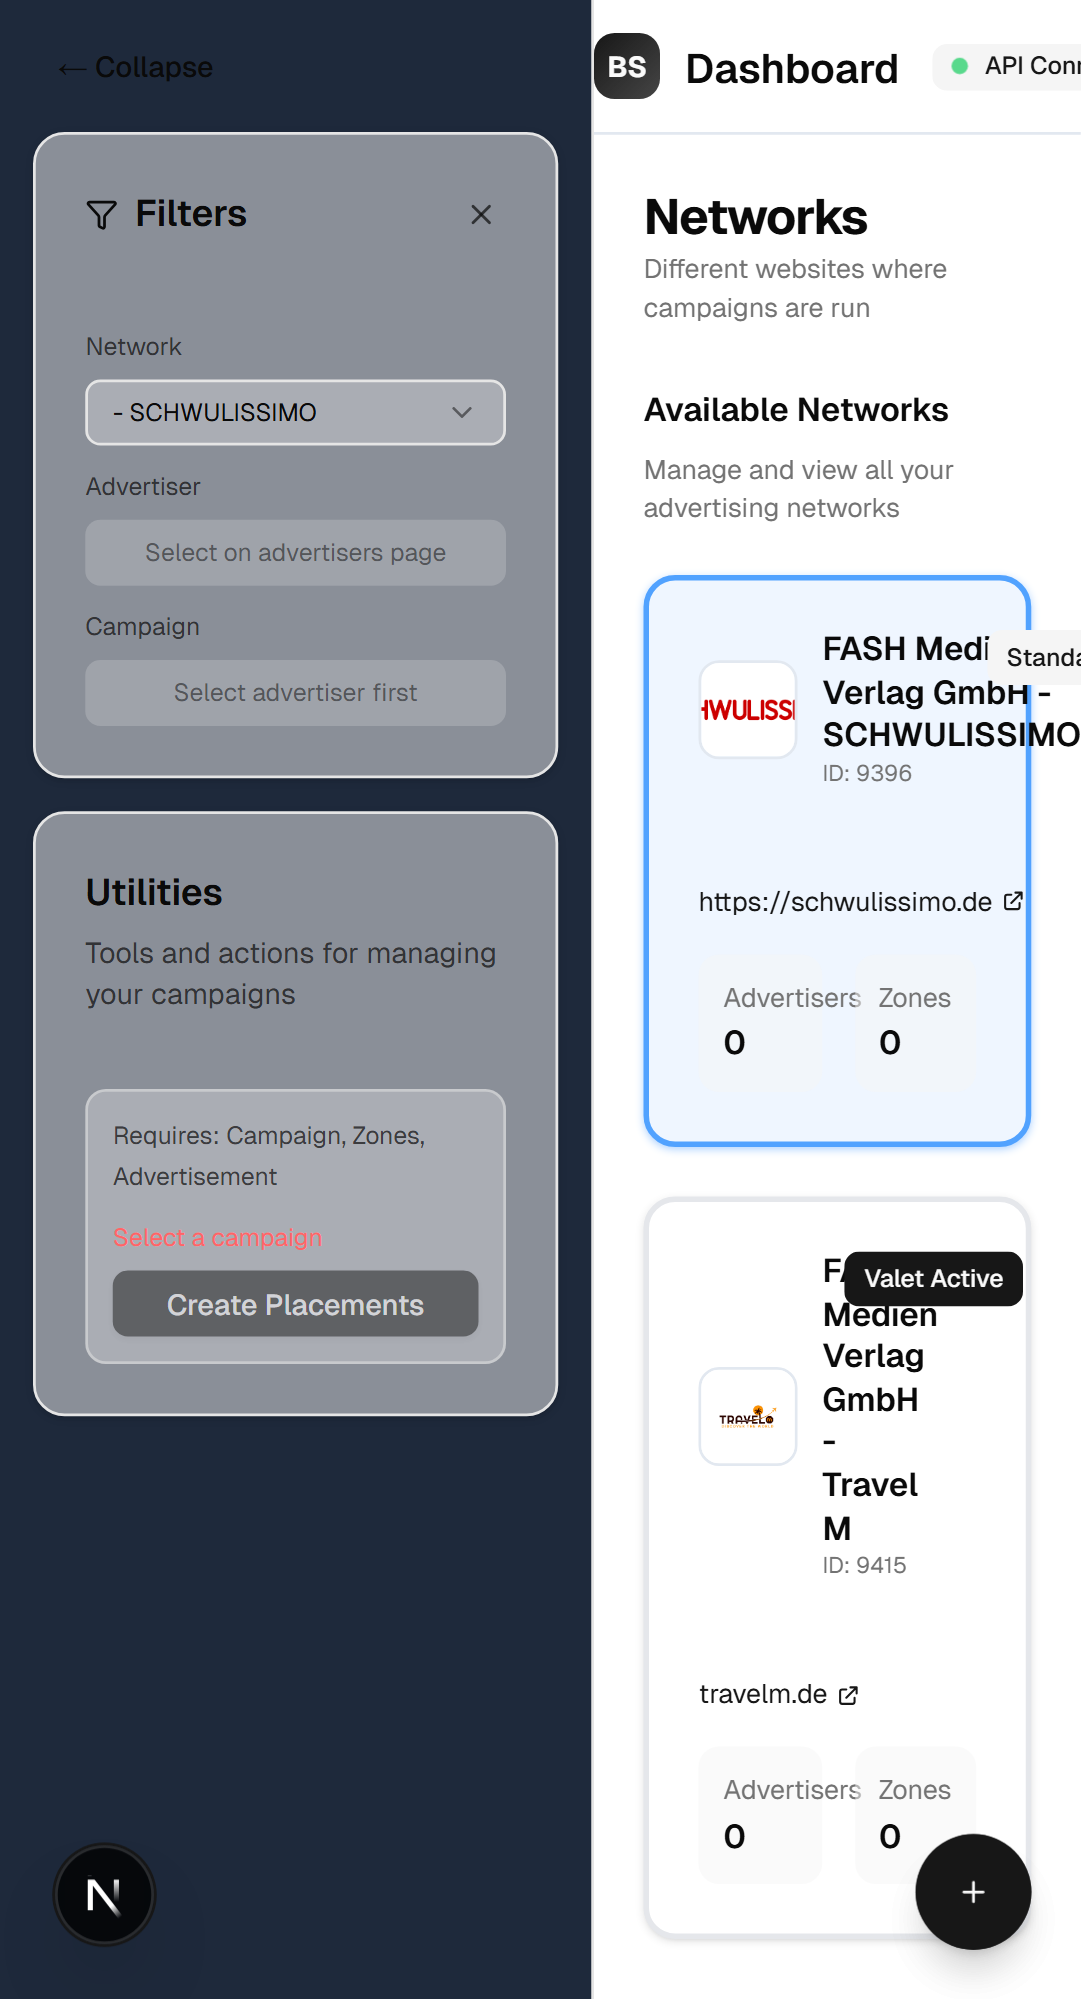 ← Collapse
Filters
Network
- SCHWULISSIMO
Advertiser
Select on advertisers page
Campaign
Select advertiser first
Utilities
Tools and actions for managing
your campaigns
Requires: Campaign, Zones,
Advertisement
Select a campaign
Create Placements
N
BS
Dashboard
API Conn
Networks
Different websites where
campaigns are run
Available Networks
Manage and view all your
advertising networks
HWULISSI
FASH Medi
Standa
Verlag GmbH -
SCHWULISSIMO
ID: 9396
https://schwulissimo.de
Advertisers
0
Zones
0
Valet Active
FA
Medien
Verlag
GmbH
-
Travel
M
ID: 9415
travelm.de
Advertisers
0
Zones
0
+